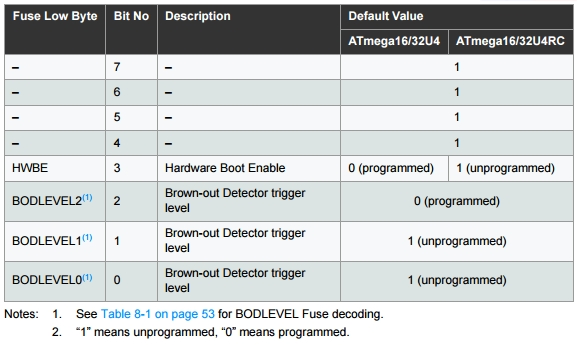 Fuse Low Byte Bit No Description Default Value
ATmega16/32U4 ATmega16/32U4RC
– 7 – 1
– 6 – 1
– 5 – 1
– 4 – 1
HWBE 3 Hardware Boot Enable 0 (programmed) 1 (unprogrammed)
BODLEVEL2(1) 2 Brown-out Detector trigger level 0 (programmed)
BODLEVEL1(1) 1 Brown-out Detector trigger level 1 (unprogrammed)
BODLEVEL0(1) 0 Brown-out Detector trigger level 1 (unprogrammed)
Notes: 1. See Table 8-1 on page 53 for BODLEVEL Fuse decoding.
2. “1” means unprogrammed, “0” means programmed.